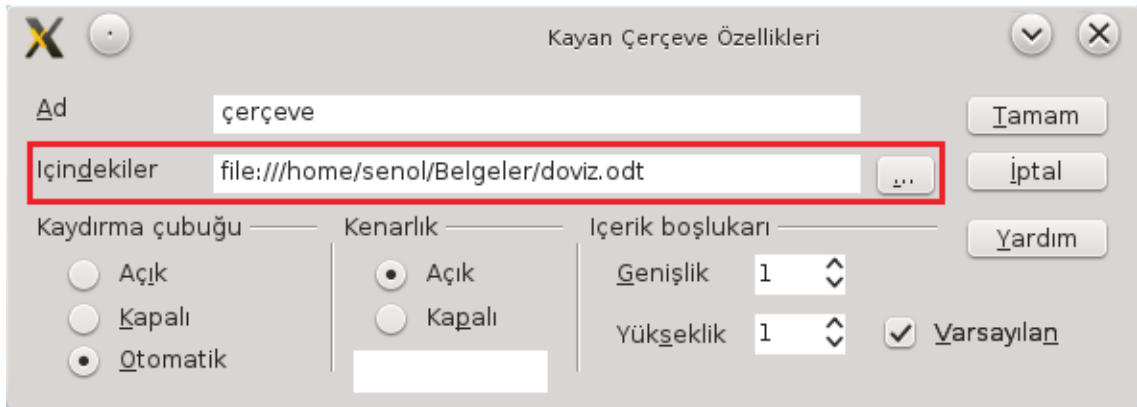 Kayan Çerçeve Özellikleri
Ad çerçeve Tamam
Içindekiler file:///home/senol/Belgeler/doviz.odt ... İptal
Kaydırma çubuğu Kenarlık Içerik boşlukarı Yardım
Açık Açık Genişlik 1
Kapalı Kapalı
Yükseklik 1 Varsayılan
Otomatik